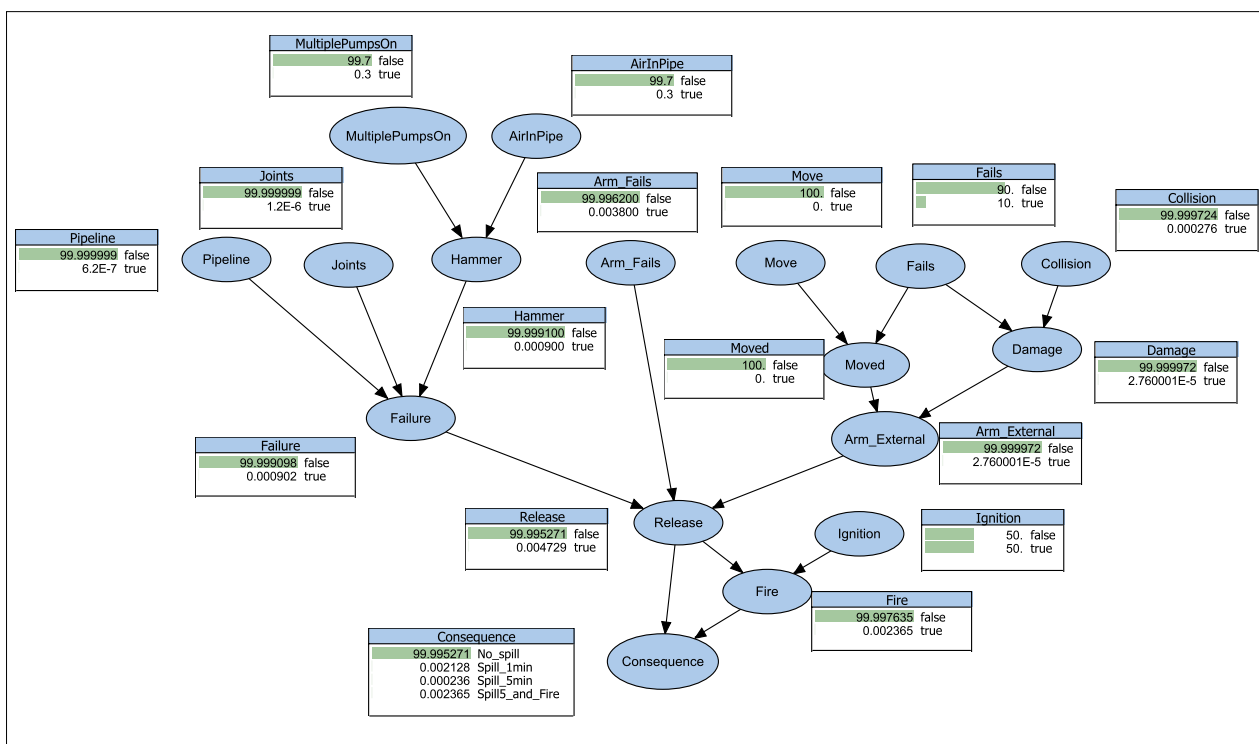 MultiplePumpsOn
99.7 false
0.3 true
AirInPipe
99.7 false
0.3 true
MultiplePumpsOn
AirInPipe
Joints
99.999999 false
1.2E-6 true
Arm_Fails
99.996200 false
0.003800 true
Move
100. false
0. true
Fails
90. false
10. true
Collision
99.999724 false
0.000276 true
Pipeline
99.999999 false
6.2E-7 true
Pipeline
Joints
Hammer
Arm_Fails
Move
Fails
Collision
Hammer
99.999100 false
0.000900 true
Moved
100. false
0. true
Moved
Damage
Damage
99.999972 false
2.760001E-5 true
Failure
Arm_External
Arm_External
99.999972 false
2.760001E-5 true
Failure
99.999098 false
0.000902 true
Release
99.995271 false
0.004729 true
Release
Ignition
Ignition
50. false
50. true
Fire
Fire
99.997635 false
0.002365 true
Consequence
99.995271 No_spill
0.002128 Spill_1min
0.000236 Spill_5min
0.002365 Spill5_and_Fire
Consequence